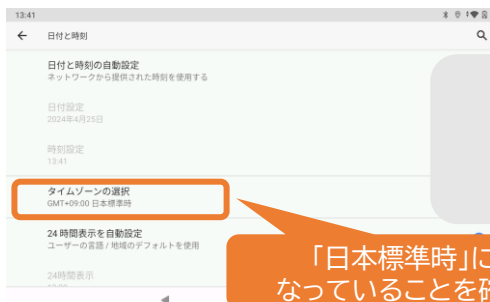 13:41
日付と時刻
日付と時刻の自動設定
ネットワークから提供された時刻を使用する
日付設定
2024年4月25日
時刻設定
13:41
タイムゾーンの選択
GMT+09:00 日本標準時
24 時間表示を自動設定
ユーザーの言語 / 地域のデフォルトを使用
「日本標準時」に
なっていることを確
24時間表示